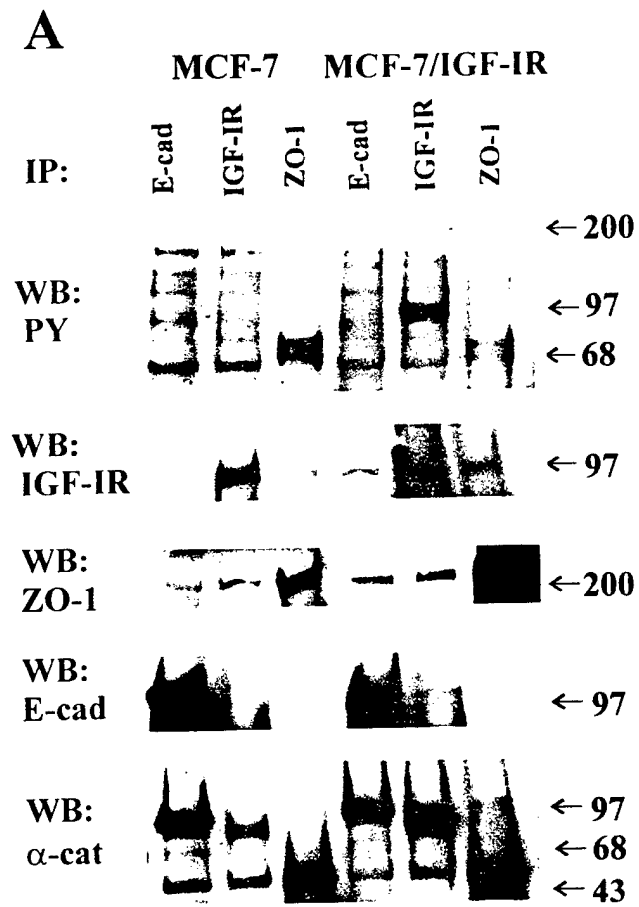 A
MCF-7 MCF-7/IGF-IR
IP: E-cad IGF-IR ZO-1 E-cad IGF-IR ZO-1
←200
WB:
PY
←97
←68
WB:
IGF-IR
←97
WB:
ZO-1
←200
WB:
E-cad
←97
WB:
α-cat
←97
←68
←43